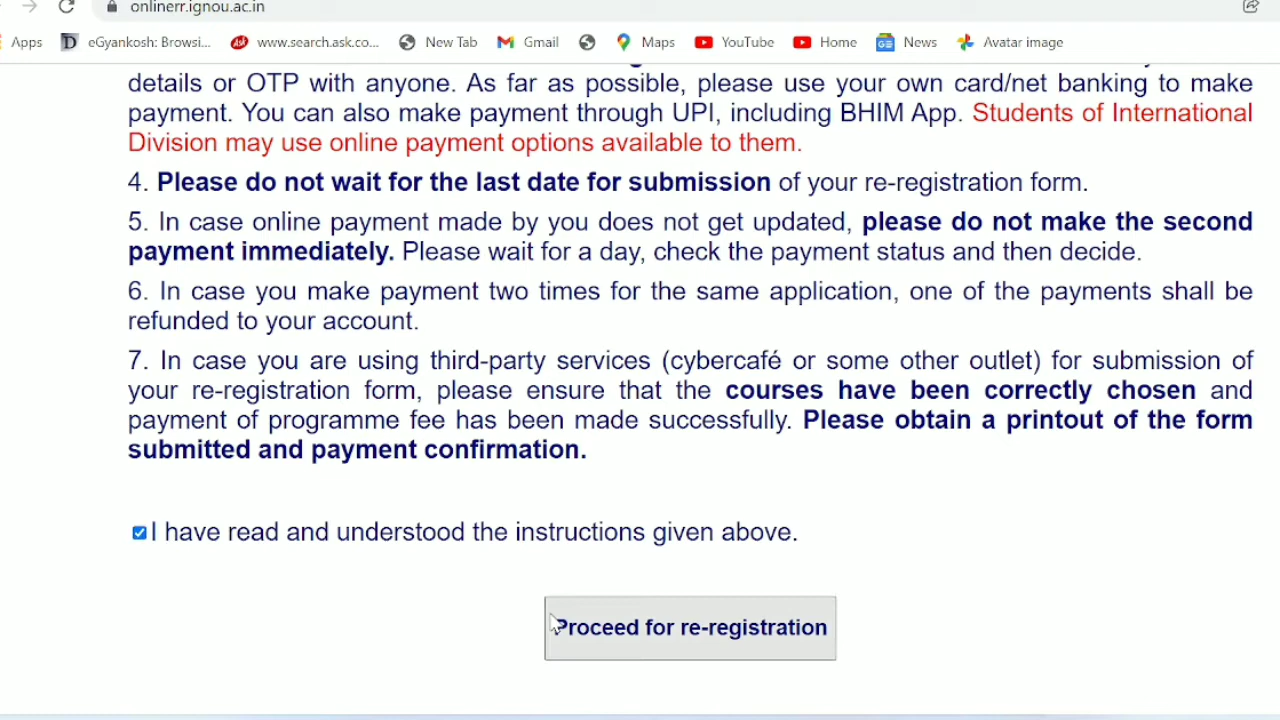 onlinerr.ignou.ac.in
Apps eGyankosh: Browsi... Ask www.search.ask.co... New Tab Gmail Maps YouTube Home News Avatar image
details or OTP with anyone. As far as possible, please use your own card/net banking to make
payment. You can also make payment through UPI, including BHIM App. Students of International
Division may use online payment options available to them.
4. Please do not wait for the last date for submission of your re-registration form.
5. In case online payment made by you does not get updated, please do not make the second
payment immediately. Please wait for a day, check the payment status and then decide.
6. In case you make payment two times for the same application, one of the payments shall be
refunded to your account.
7. In case you are using third-party services (cybercafé or some other outlet) for submission of
your re-registration form, please ensure that the courses have been correctly chosen and
payment of programme fee has been made successfully. Please obtain a printout of the form
submitted and payment confirmation.
I have read and understood the instructions given above.
Proceed for re-registration